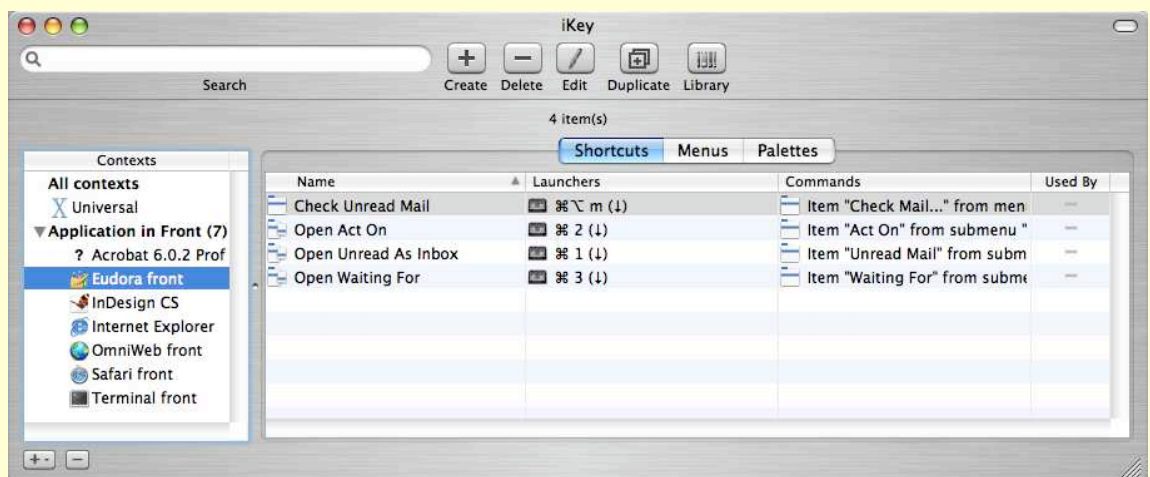 iKey
Search
Create Delete Edit Duplicate Library
4 item(s)
Shortcuts Menus Palettes
Contexts
All contexts
Universal
Application in Front (7)
? Acrobat 6.0.2 Prof
Eudora front
InDesign CS
Internet Explorer
OmniWeb front
Safari front
Terminal front
Name Launchers Commands Used By
Check Unread Mail ⌘⌥ m (↓) Item "Check Mail..." from men
Open Act On ⌘ 2 (↓) Item "Act On" from submenu "
Open Unread As Inbox ⌘ 1 (↓) Item "Unread Mail" from subm
Open Waiting For ⌘ 3 (↓) Item "Waiting For" from subme